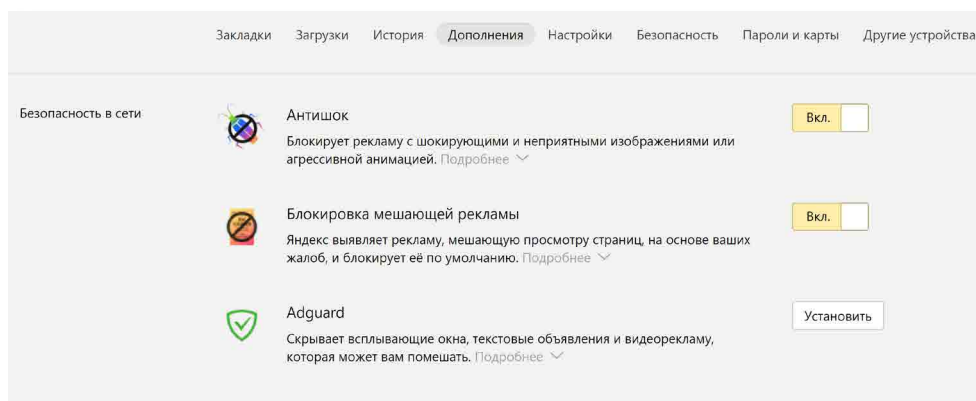 Закладки Загрузки История Дополнения Настройки Безопасность Пароли и карты Другие устройства
Безопасность в сети
Антишок
Вкл.
Блокирует рекламу с шокирующими и неприятными изображениями или
агрессивной анимацией. Подробнее
Блокировка мешающей рекламы
Вкл.
Яндекс выявляет рекламу, мешающую просмотру страниц, на основе ваших
жалоб, и блокирует её по умолчанию. Подробнее
Adguard
Установить
Скрывает всплывающие окна, текстовые объявления и видеорекламу,
которая может вам помешать. Подробнее